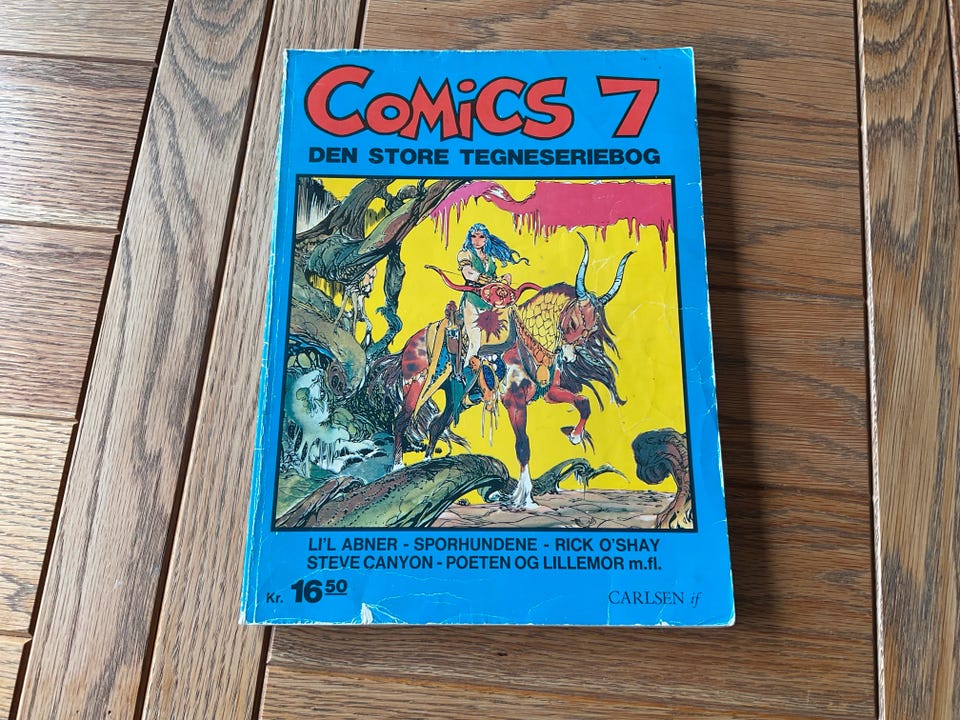 COMiCS 7
DEN STORE TEGNESERIEBOG
LI'L ABNER - SPORHUNDENE - RICK O'SHAY
STEVE CANYON - POETEN OG LILLEMOR m.fl.
Kr. 16 50
CARLSEN if